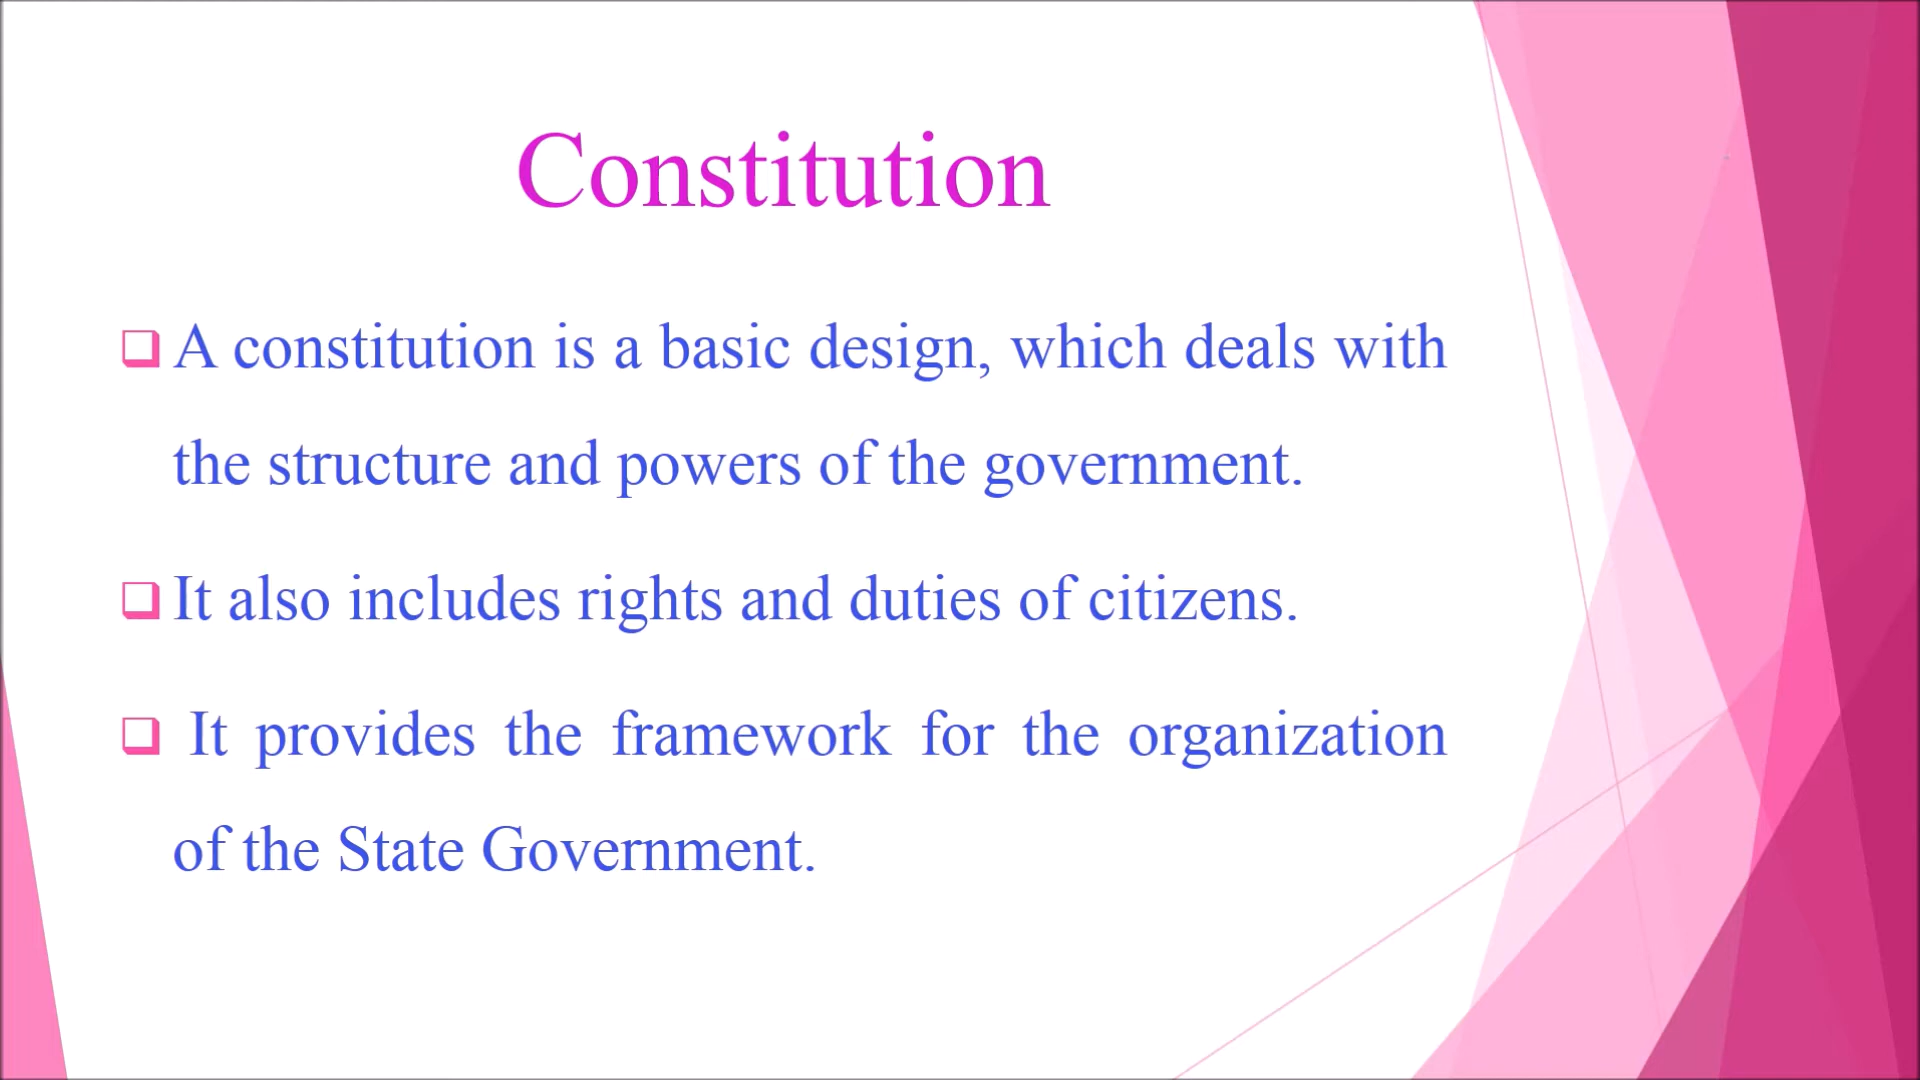 Constitution
A constitution is a basic design, which deals with
the structure and powers of the government.
It also includes rights and duties of citizens.
It provides the framework for the organization
of the State Government.